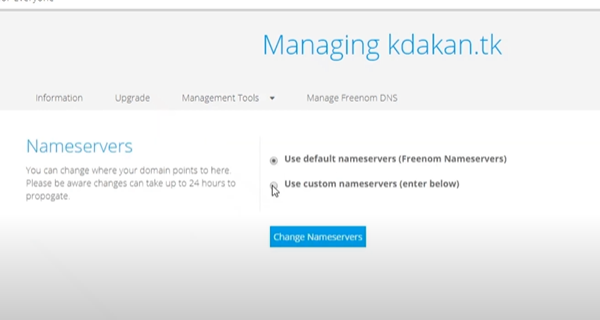 Managing kdakan.tk
Information Upgrade Management Tools Manage Freenom DNS
Nameservers
You can change where your domain points to here.
Please be aware changes can take up to 24 hours to
propogate.
Use default nameservers (Freenom Nameservers)
Use custom nameservers (enter below)
Change Nameservers